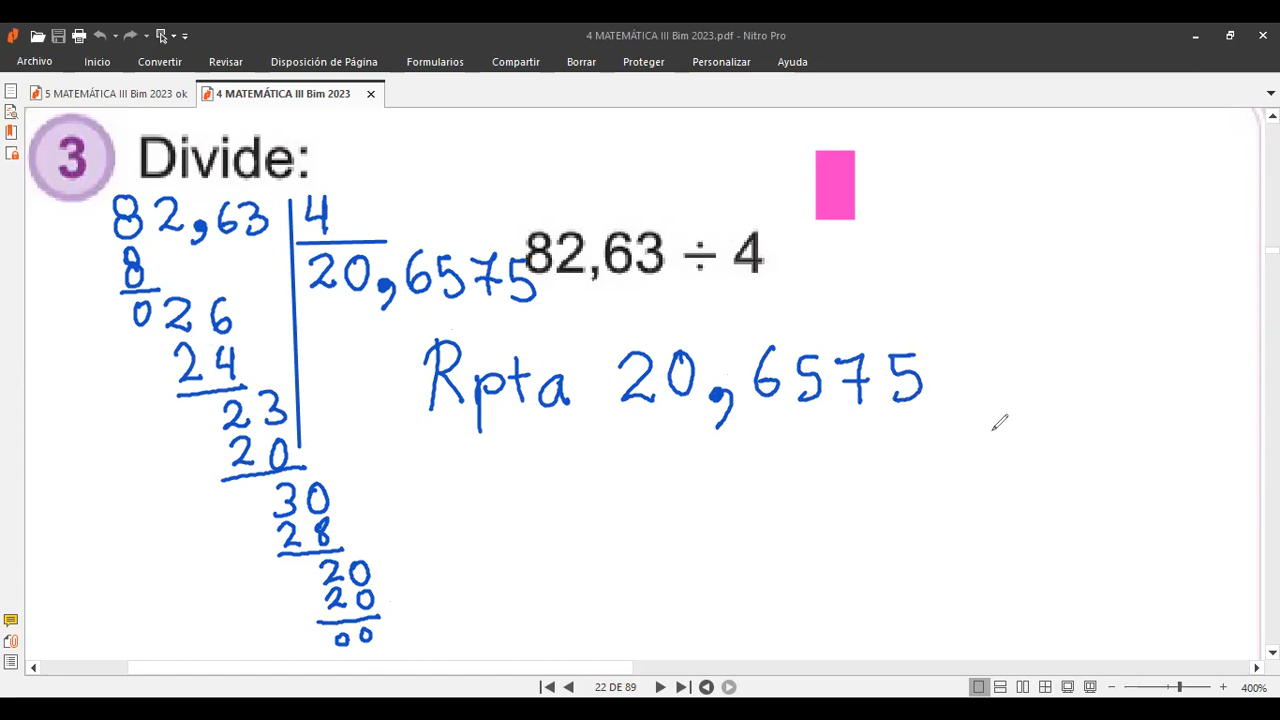 4 MATEMÁTICA III Bim 2023.pdf - Nitro Pro
Archivo Inicio Convertir Revisar Disposición de Página Formularios Compartir Borrar Proteger Personalizar Ayuda
5 MATEMÁTICA III Bim 2023 ok 4 MATEMÁTICA III Bim 2023
3 Divide:
82,63 4
8 20,6575
82,63 ÷ 4
026
24
23
20
30
28
20
20
00
Rpta 20,6575
22 DE 89
400%